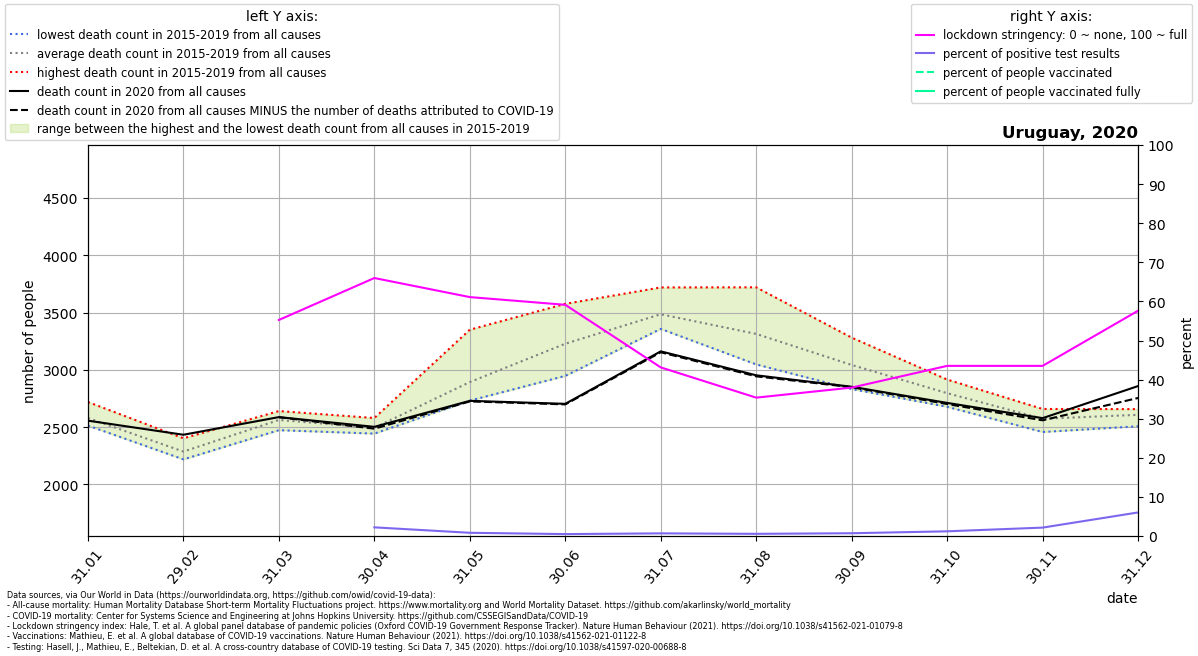 left Y axis:
lowest death count in 2015-2019 from all causes
average death count in 2015-2019 from all causes
highest death count in 2015-2019 from all causes
death count in 2020 from all causes
death count in 2020 from all causes MINUS the number of deaths attributed to COVID-19
range between the highest and the lowest death count from all causes in 2015-2019
right Y axis:
lockdown stringency: 0 ~ none, 100 ~ full
percent of positive test results
percent of people vaccinated
percent of people vaccinated fully
Uruguay, 2020
number of people
4500
4000
3500
3000
2500
2000
100
90
80
70
60
50
40
30
20
10
0
percent
31.01
29.02
31.03
30.04
31.05
30.06
31.07
31.08
30.09
31.10
30.11
31.12
date
Data sources, via Our World in Data (https://ourworldindata.org, https://github.com/owid/covid-19-data):
- All-cause mortality: Human Mortality Database Short-term Mortality Fluctuations project. https://www.mortality.org and World Mortality Dataset. https://github.com/akarlinsky/world_mortality
- COVID-19 mortality: Center for Systems Science and Engineering at Johns Hopkins University. https://github.com/CSSEGISandData/COVID-19
- Lockdown stringency index: Hale, T. et al. A global panel database of pandemic policies (Oxford COVID-19 Government Response Tracker). Nature Human Behaviour (2021). https://doi.org/10.1038/s41562-021-01079-8
- Vaccinations: Mathieu, E. et al. A global database of COVID-19 vaccinations. Nature Human Behaviour (2021). https://doi.org/10.1038/s41562-021-01122-8
- Testing: Hasell, J., Mathieu, E., Beltekian, D. et al. A cross-country database of COVID-19 testing. Sci Data 7, 345 (2020). https://doi.org/10.1038/s41597-020-00688-8